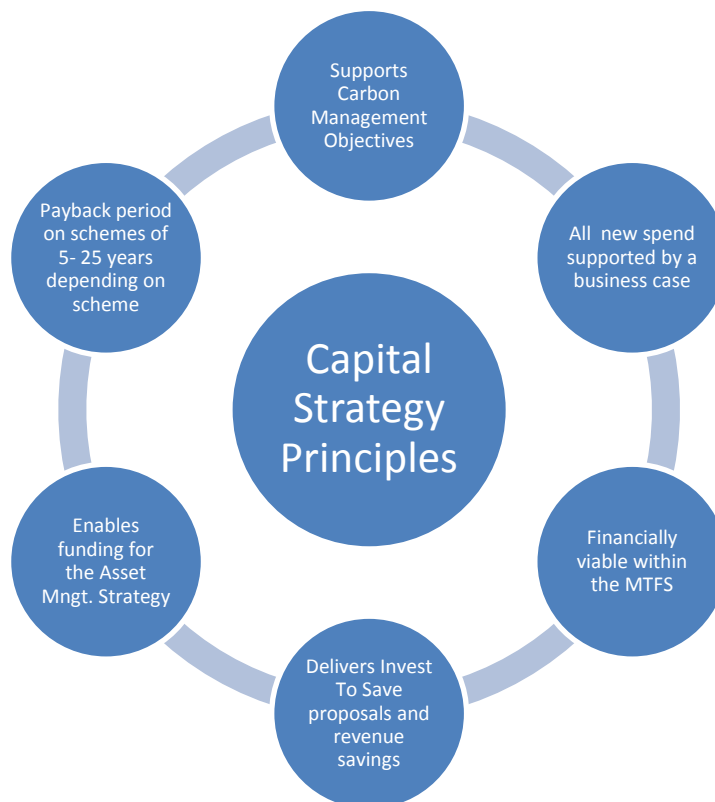 Supports
Carbon
Management
Objectives
All new spend
supported by a
business case
Financially
viable within
the MTFS
Delivers Invest
To Save
proposals and
revenue
savings
Enables
funding for
the Asset
Mngt. Strategy
Payback period
on schemes of
5- 25 years
depending on
scheme
Capital
Strategy
Principles